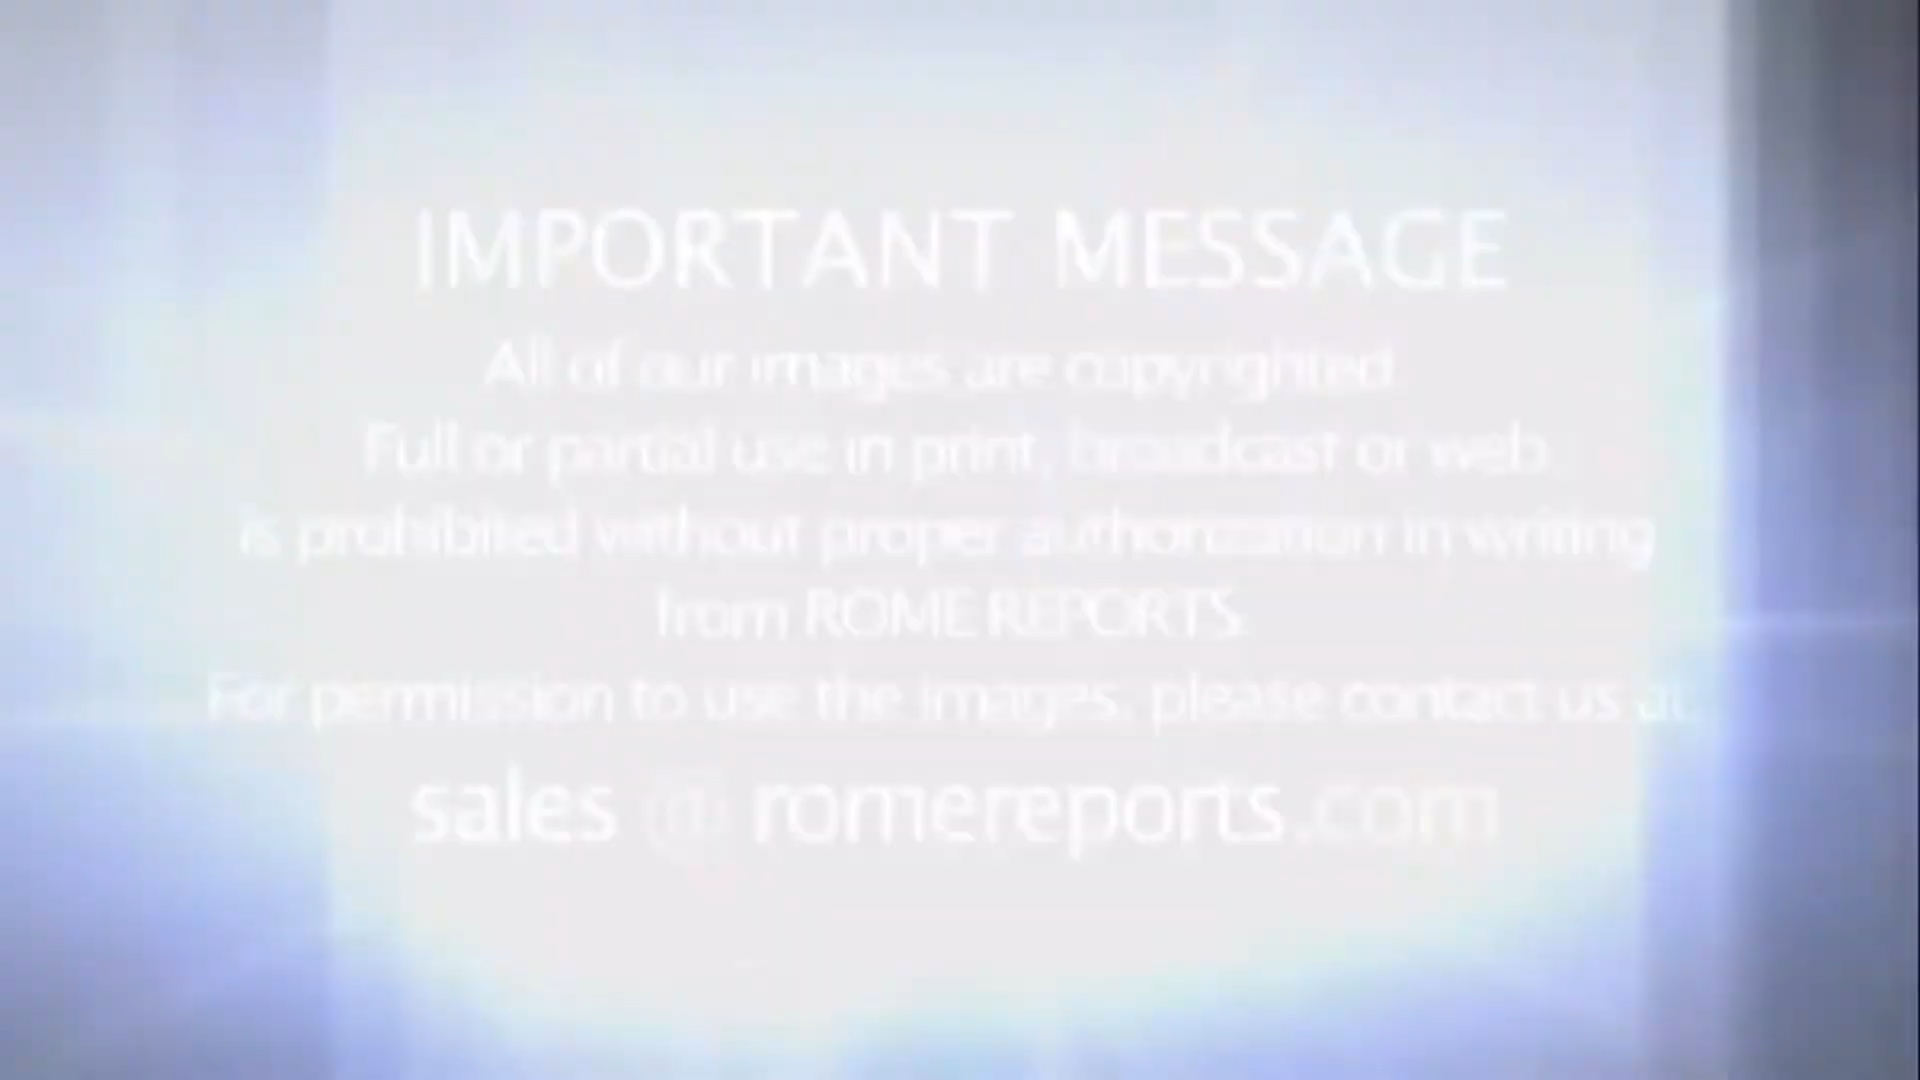 IMPORTANT MESSAGE
All of our images are copyrighted.
Full or partial use in print, broadcast or web
is prohibited without proper authorization in writing
from ROME REPORTS
For permission to use the images, please contact us at
sales @ romereports.com